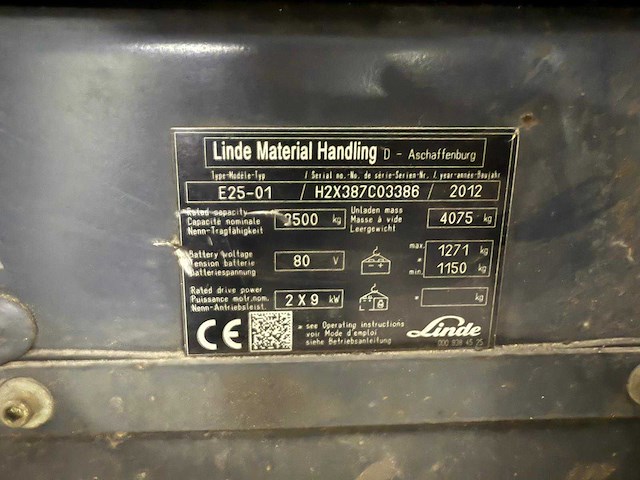 Linde Material Handling D - Aschaffenburg
Type-Modèle-Typ / Serial no.-No. de série-Serien-Nr. / year-année-Baujahr
E25-01 / H2X387C03386 / 2012
Rated capacity
Capacité nominale
Nenn-Tragfähigkeit
2500 kg
Unladen mass
Masse à vide
Leergewicht
4075 kg
Battery voltage
Tension batterie
Batteriespannung
80 V
- +
max. 1271 kg
*
min. 1150 kg
Rated drive power
Puissance motr.nom.
Nenn-Antriebsleist
2 X 9 kW
* kg
CE
* see Operating instructions
voir Mode d'emploi
siehe Betriebsanleitung
Linde
000 838 45 25